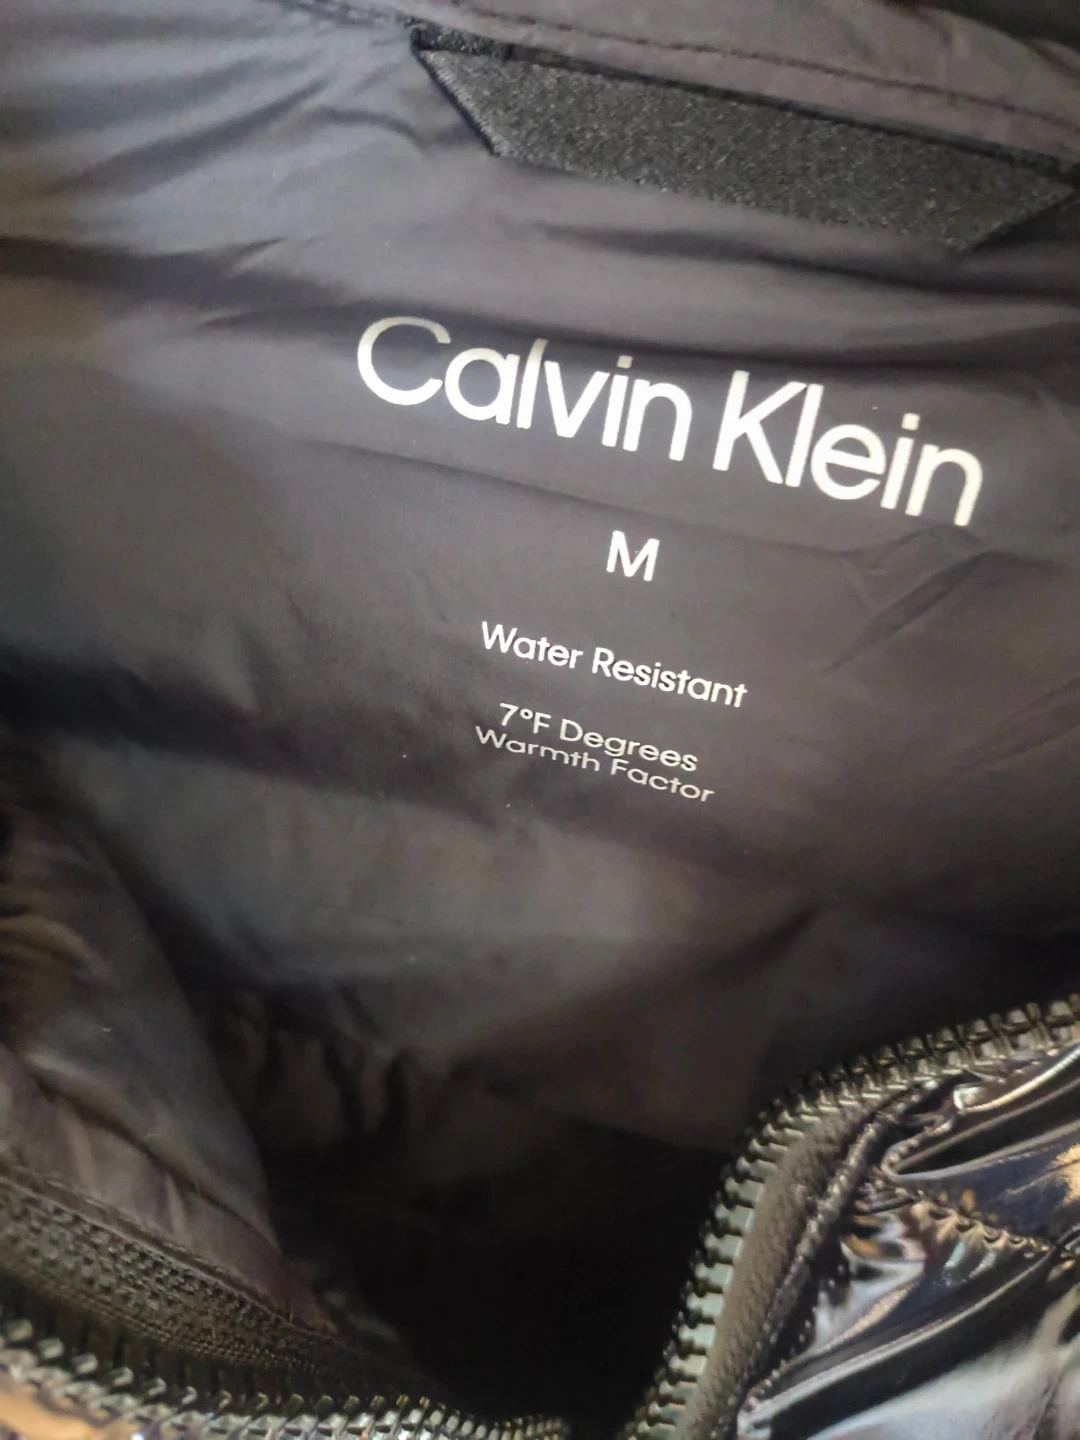 Calvin Klein
M
Water Resistant
7°F Degrees
Warmth Factor